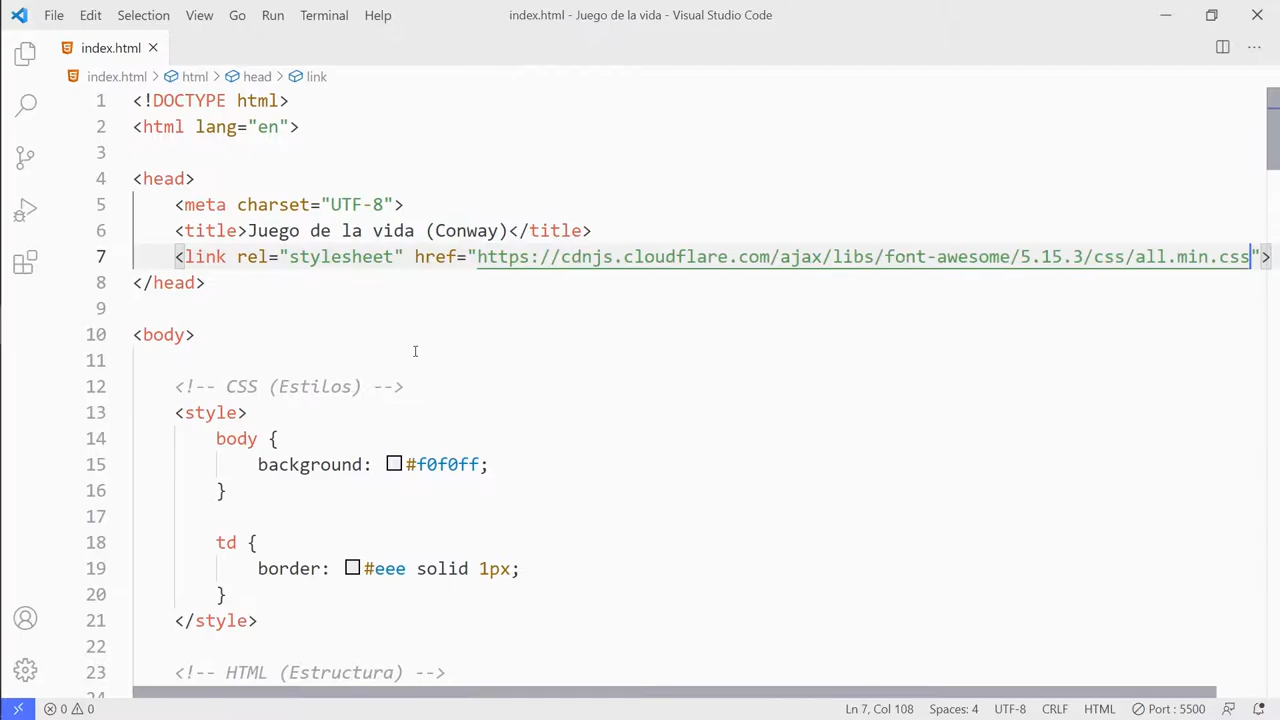 File Edit Selection View Go Run Terminal Help index.html - Juego de la vida - Visual Studio Code
index.html
index.html > html > head > link
1 <!DOCTYPE html>
2 <html lang="en">
3
4 <head>
5 <meta charset="UTF-8">
6 <title>Juego de la vida (Conway)</title>
7 <link rel="stylesheet" href="https://cdnjs.cloudflare.com/ajax/libs/font-awesome/5.15.3/css/all.min.css">
8 </head>
9
10 <body>
11
12 <!-- CSS (Estilos) -->
13 <style>
14 body {
15 background: #f0f0ff;
16 }
17
18 td {
19 border: #eee solid 1px;
20 }
21 </style>
22
23 <!-- HTML (Estructura) -->
24
0 0 Ln 7, Col 108 Spaces: 4 UTF-8 CRLF HTML Port : 5500